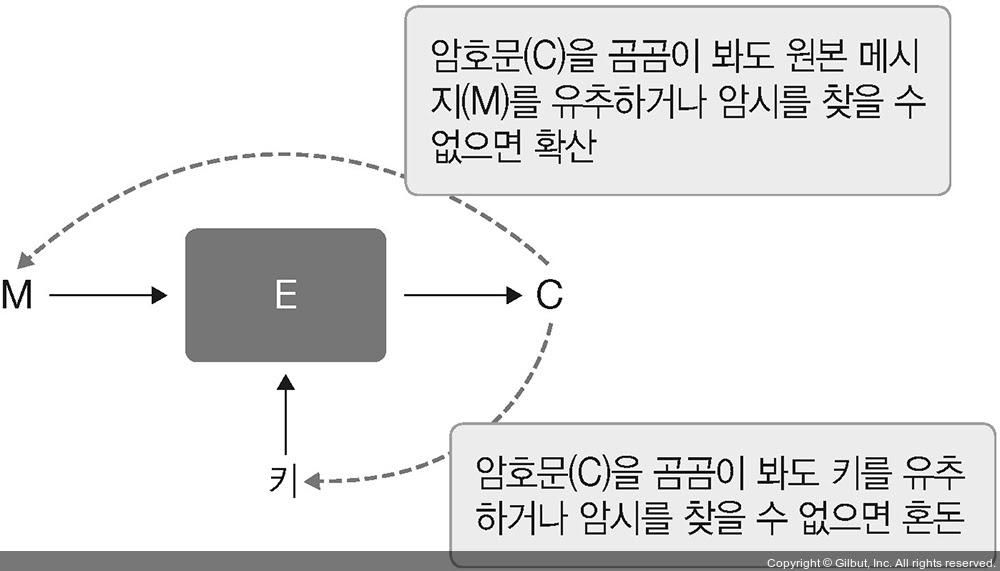 암호문(C)을 곰곰이 봐도 원본 메시
지(M)를 유추하거나 암시를 찾을 수
없으면 확산
M
E
C
키
암호문(C)을 곰곰이 봐도 키를 유추
하거나 암시를 찾을 수 없으면 혼돈
Copyright © Gilbut, Inc. All rights reserved.